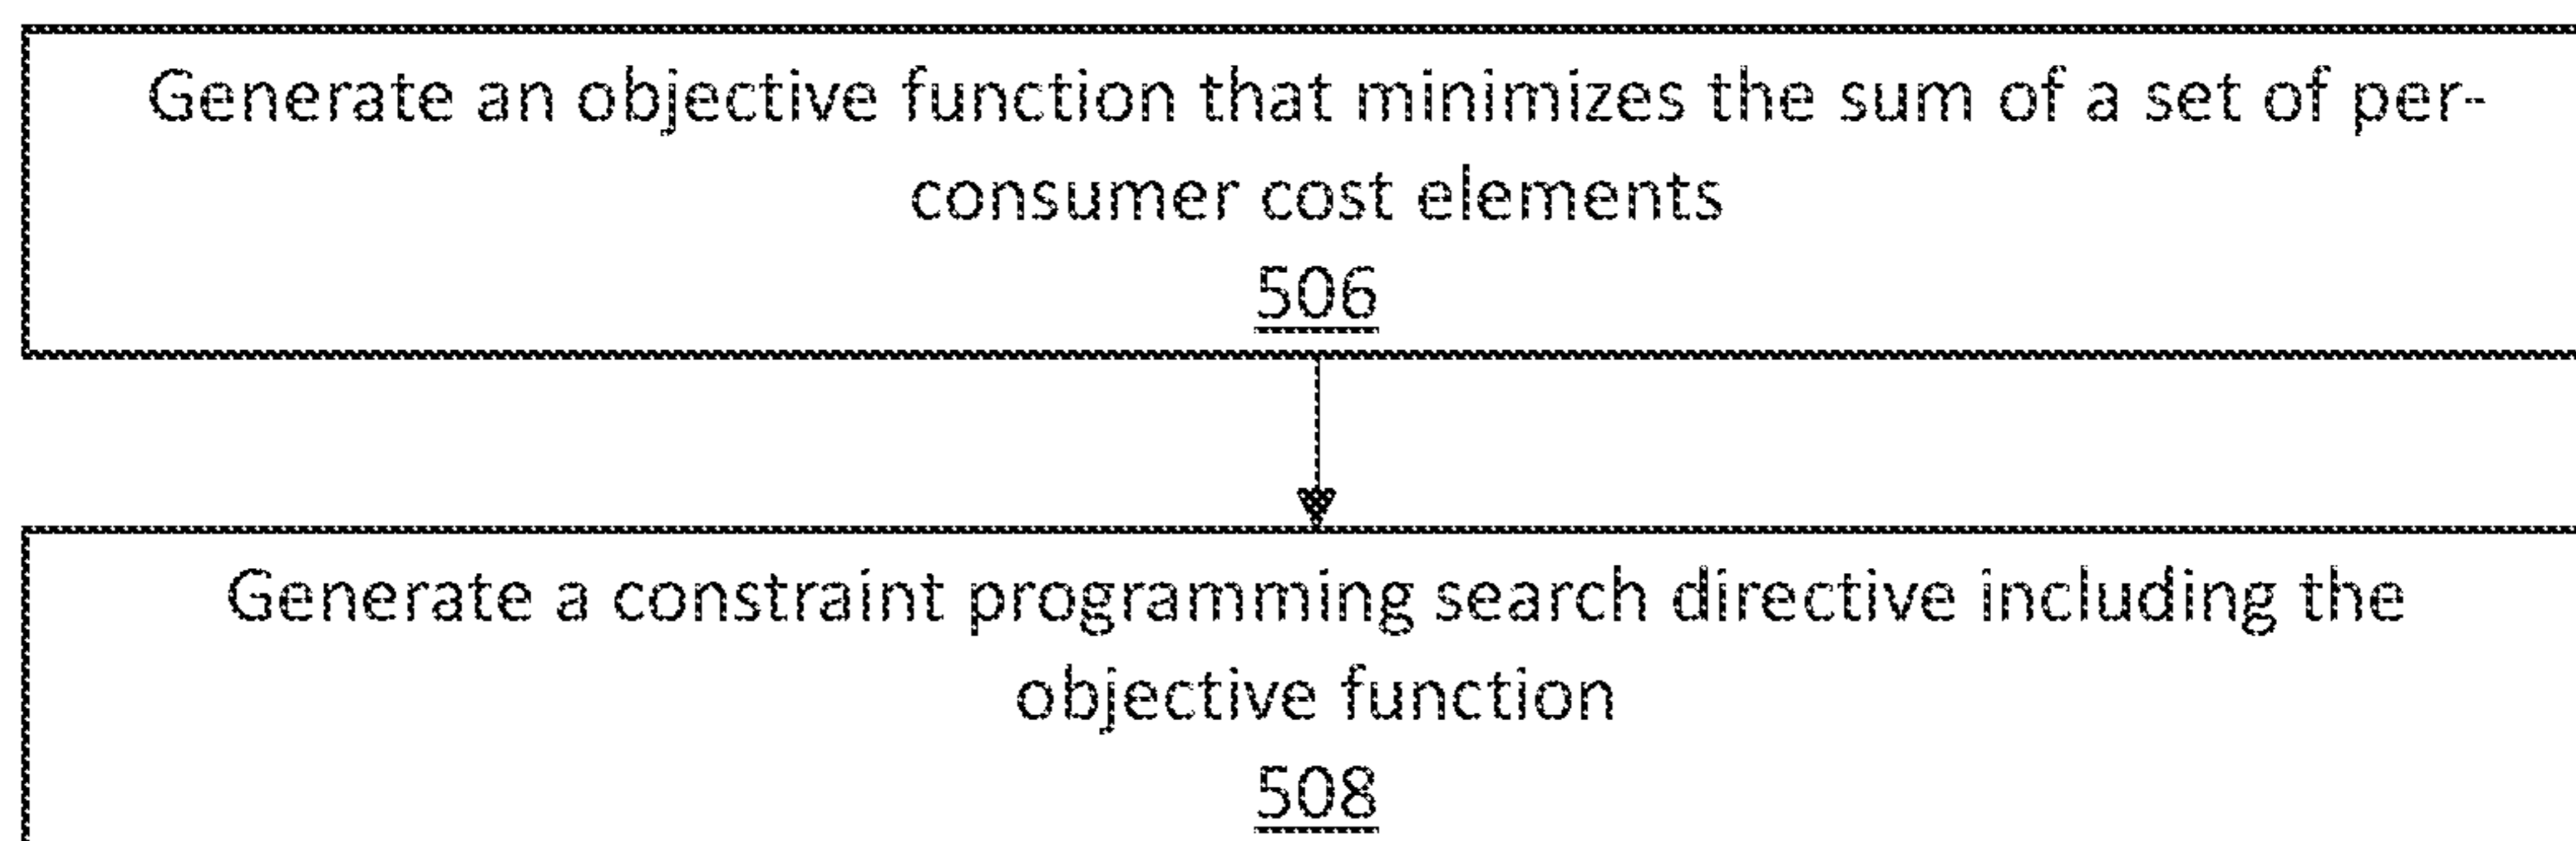 Generate an objective function that minimizes the sum of a set of per-
consumer cost elements
506
Generate a constraint programming search directive including the
objective function
508